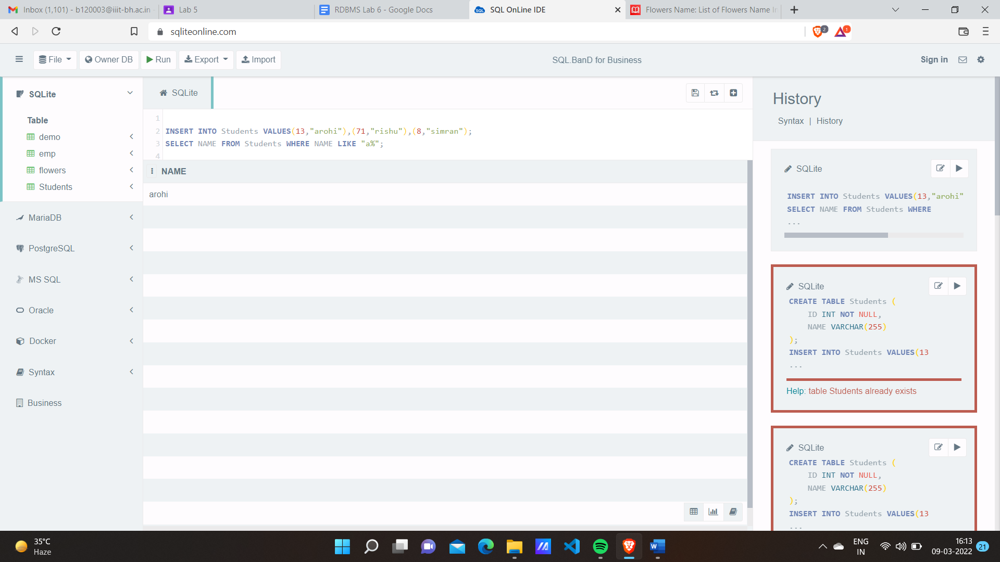 Inbox (1,101) - b120003@iiit-bh.ac.in
Lab 5
RDBMS Lab 6 - Google Docs
SQL OnLine IDE
Flowers Name: List of Flowers Name In
sqliteonline.com
2
1
File
Owner DB
Run
Export
Import
SQL.BanD for Business
Sign in
SQLite
Table
demo
emp
flowers
Students
MariaDB
PostgreSQL
MS SQL
Oracle
Docker
Syntax
Business
SQLite
1
2 INSERT INTO Students VALUES(13,"arohi"),(71,"rishu"),(8,"simran");
3 SELECT NAME FROM Students WHERE NAME LIKE "a%";
4
NAME
arohi
History
Syntax | History
SQLite
INSERT INTO Students VALUES(13,"arohi"
SELECT NAME FROM Students WHERE
...
SQLite
CREATE TABLE Students (
ID INT NOT NULL,
NAME VARCHAR(255)
);
INSERT INTO Students VALUES(13
...
Help: table Students already exists
SQLite
CREATE TABLE Students (
ID INT NOT NULL,
NAME VARCHAR(255)
);
INSERT INTO Students VALUES(13
...
35°C
Haze
ENG
IN
16:13
09-03-2022
21